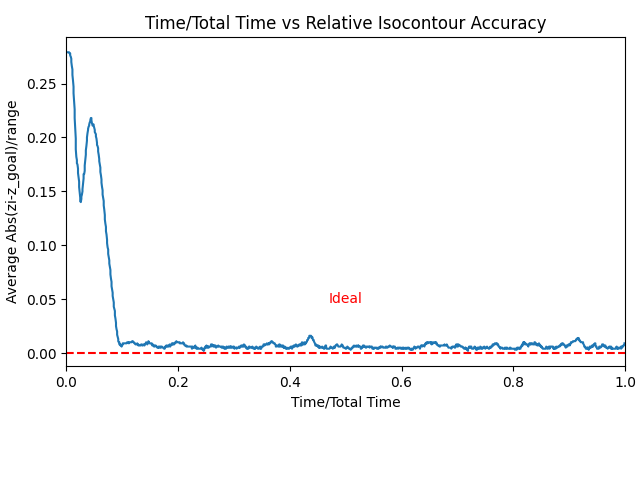 Time/Total Time vs Relative Isocontour Accuracy
Average Abs(zi-z_goal)/range
0.25
0.20
0.15
0.10
0.05
0.00
Ideal
0.0 0.2 0.4 0.6 0.8 1.0
Time/Total Time